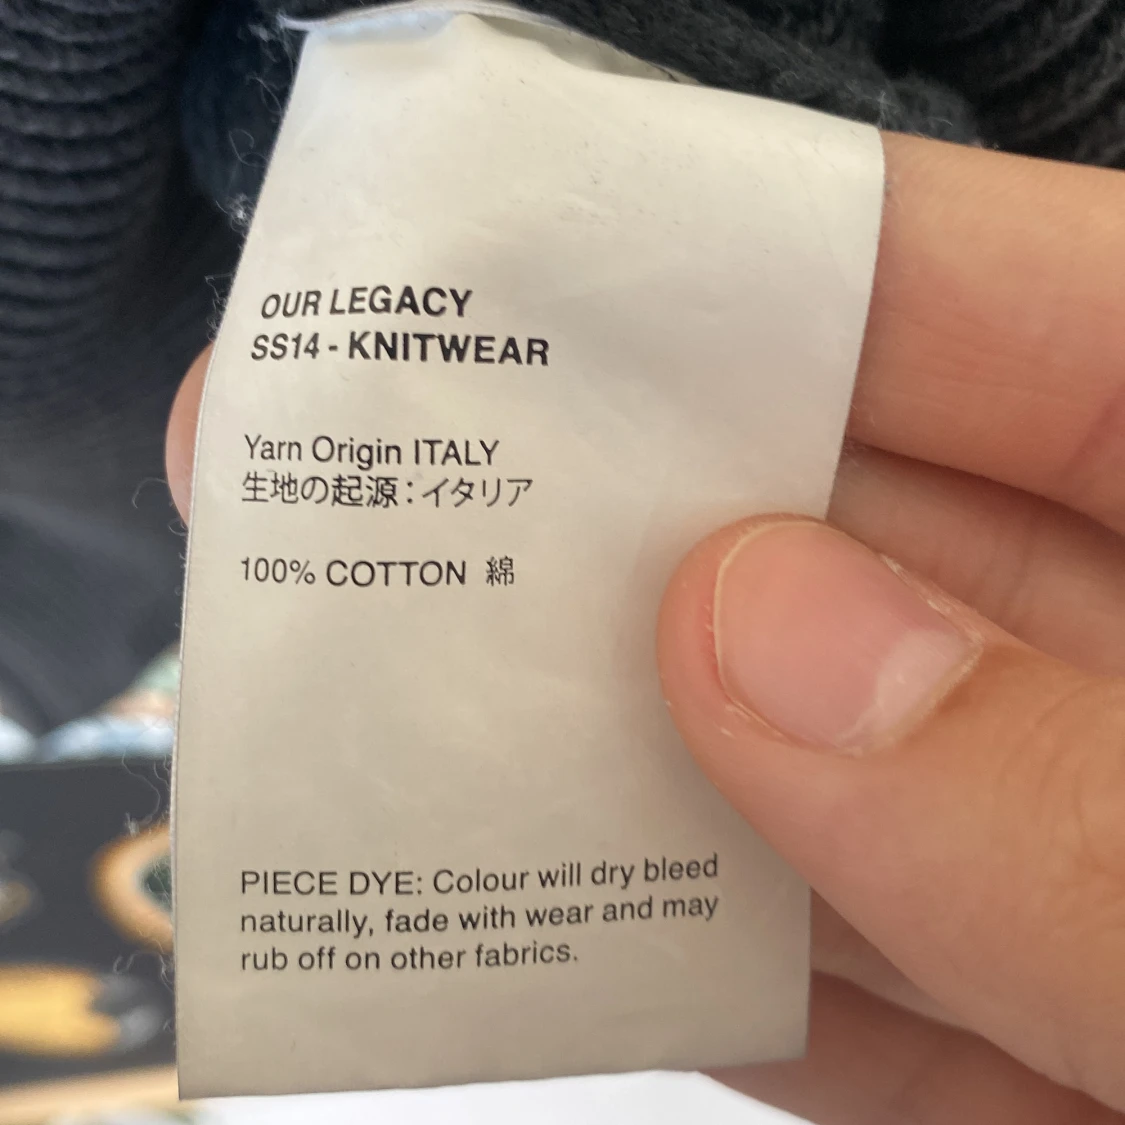 OUR LEGACY
SS14 - KNITWEAR
Yarn Origin ITALY
生地の起源：イタリア
100% COTTON 綿
PIECE DYE: Colour will dry bleed
naturally, fade with wear and may
rub off on other fabrics.